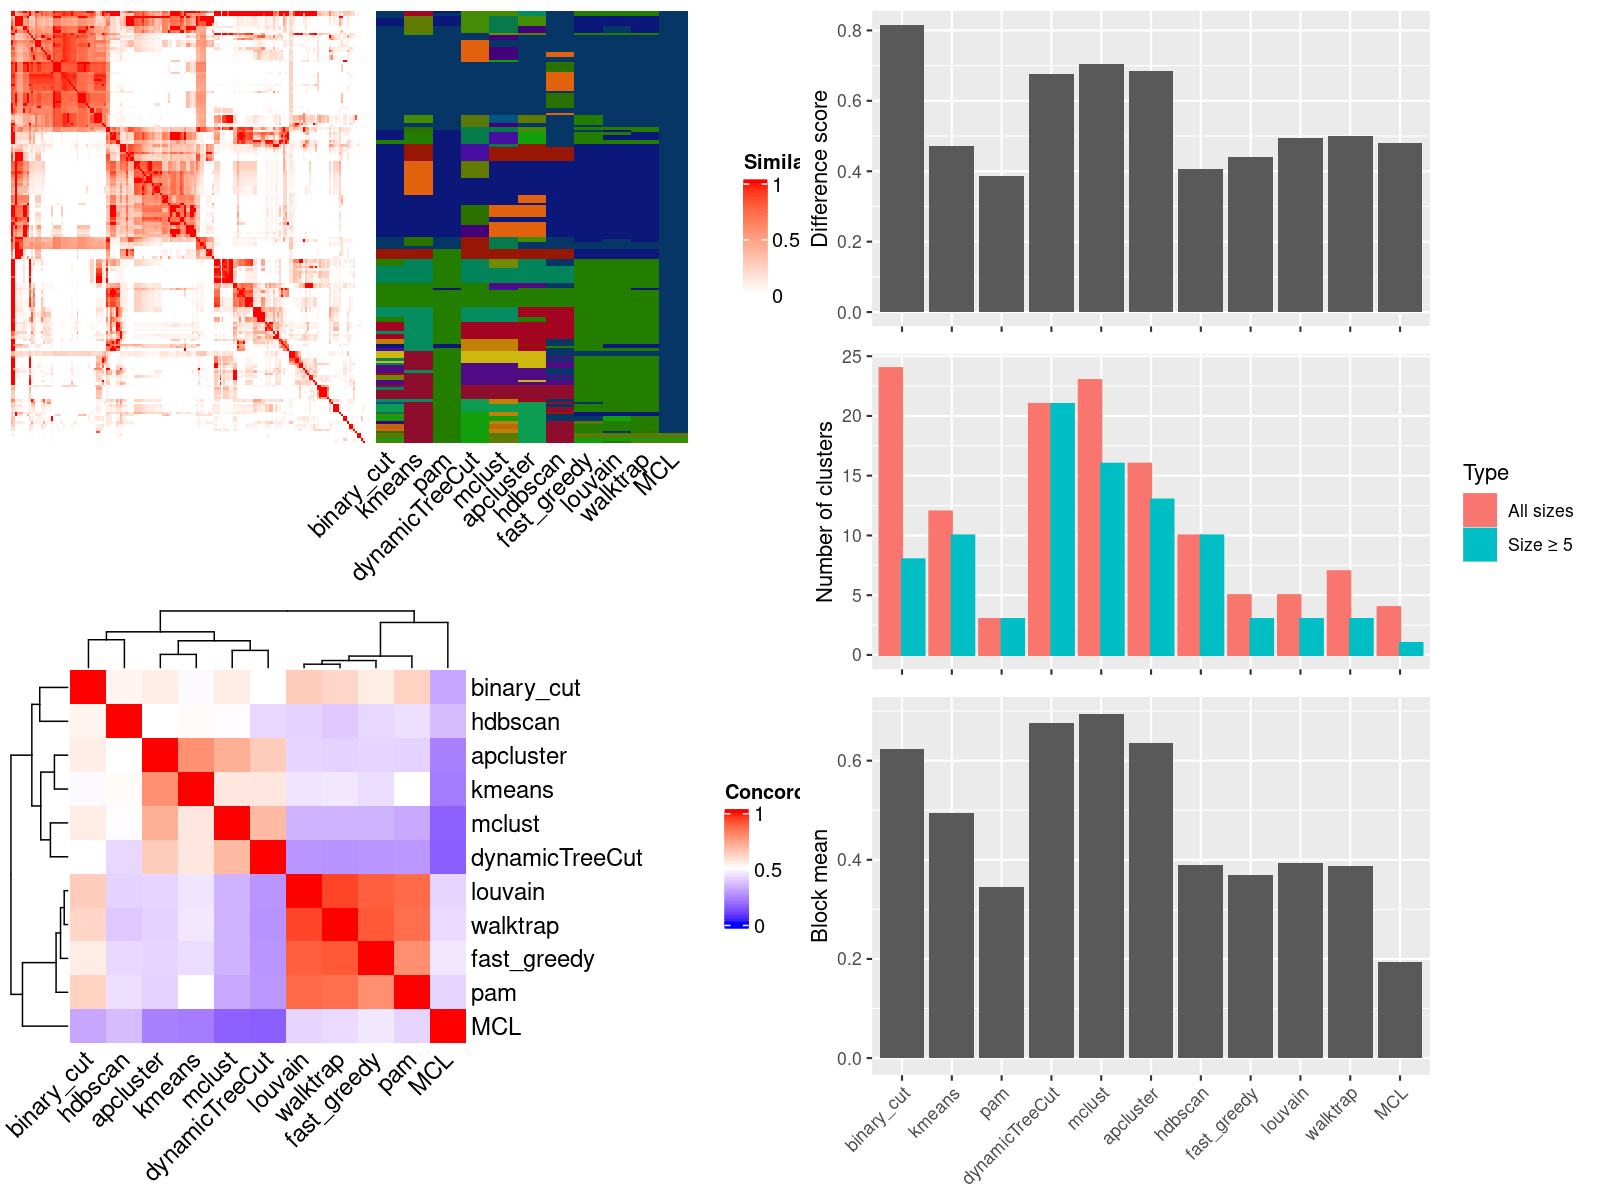 Simila
1
0.5
0
binary_cut
kmeans
pam
dynamicTreeCut
mclust
apcluster
hdbscan
fast_greedy
louvain
walktrap
MCL
binary_cut
hdbscan
apcluster
kmeans
mclust
dynamicTreeCut
louvain
walktrap
fast_greedy
pam
MCL
Concord
1
0.5
0
binary_cut
hdbscan
apcluster
kmeans
mclust
dynamicTreeCut
louvain
walktrap
fast_greedy
pam
MCL
Difference score
0.8
0.6
0.4
0.2
0.0
Number of clusters
25
20
15
10
5
0
Type
All sizes
Size ≥ 5
Block mean
0.6
0.4
0.2
0.0
binary_cut
kmeans
pam
dynamicTreeCut
mclust
apcluster
hdbscan
fast_greedy
louvain
walktrap
MCL